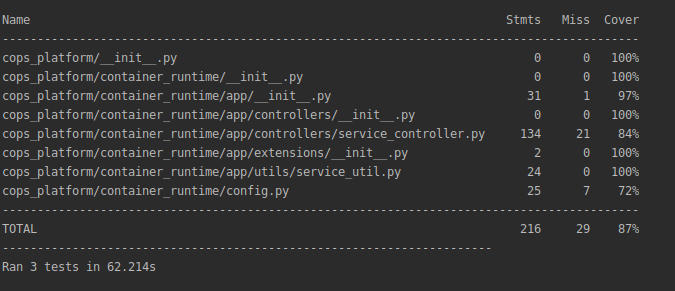 Name Stmts Miss Cover
------------------------------------------------------------------------------------------
cops_platform/__init__.py 0 0 100%
cops_platform/container_runtime/__init__.py 0 0 100%
cops_platform/container_runtime/app/__init__.py 31 1 97%
cops_platform/container_runtime/app/controllers/__init__.py 0 0 100%
cops_platform/container_runtime/app/controllers/service_controller.py 134 21 84%
cops_platform/container_runtime/app/extensions/__init__.py 2 0 100%
cops_platform/container_runtime/app/utils/service_util.py 24 0 100%
cops_platform/container_runtime/config.py 25 7 72%
------------------------------------------------------------------------------------------
TOTAL 216 29 87%
----------------------------------------------------------------------
Ran 3 tests in 62.214s